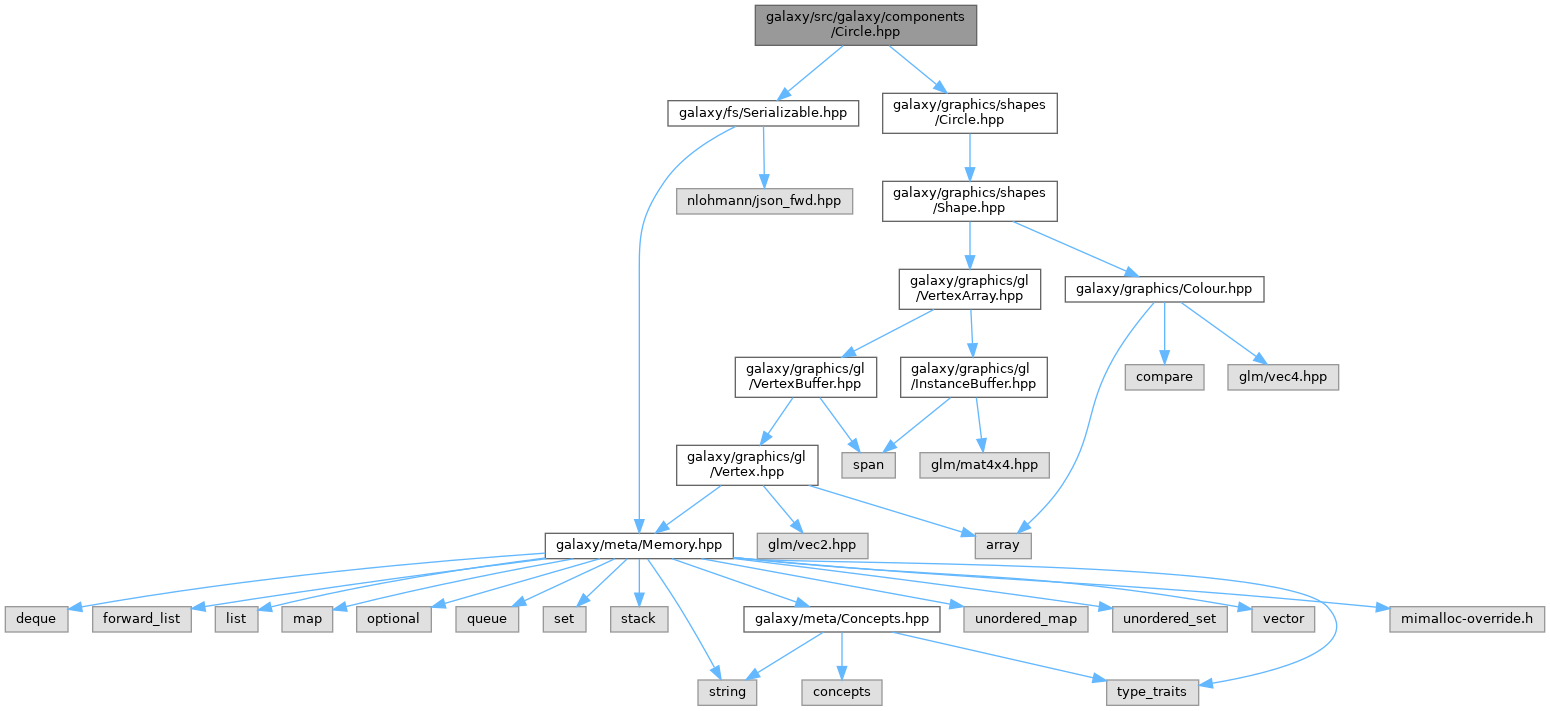 galaxy/src/galaxy/components
/Circle.hpp
galaxy/fs/Serializable.hpp
galaxy/graphics/shapes
/Circle.hpp
nlohmann/json_fwd.hpp
galaxy/graphics/shapes
/Shape.hpp
galaxy/graphics/gl
/VertexArray.hpp
galaxy/graphics/Colour.hpp
galaxy/graphics/gl
/VertexBuffer.hpp
galaxy/graphics/gl
/InstanceBuffer.hpp
compare
glm/vec4.hpp
galaxy/graphics/gl
/Vertex.hpp
span
glm/mat4x4.hpp
galaxy/meta/Memory.hpp
glm/vec2.hpp
array
deque
forward_list
list
map
optional
queue
set
stack
galaxy/meta/Concepts.hpp
unordered_map
unordered_set
vector
mimalloc-override.h
string
concepts
type_traits